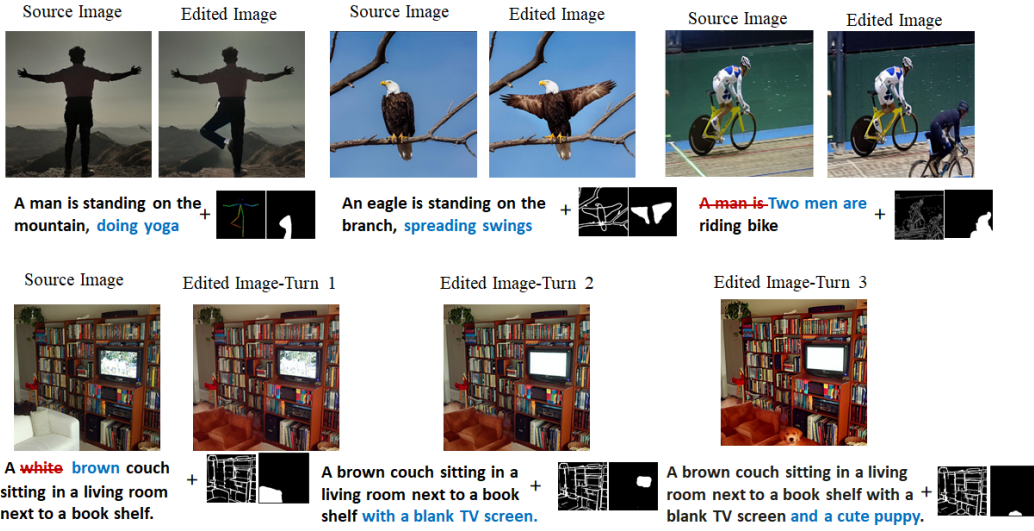 Source Image
Edited Image
Source Image
Edited Image
Source Image
Edited Image
A man is standing on the
mountain, doing yoga
+
An eagle is standing on the
branch, spreading swings
+
A man is Two men are
riding bike
+
Source Image
Edited Image-Turn 1
Edited Image-Turn 2
Edited Image-Turn 3
A white brown couch
sitting in a living room
next to a book shelf.
+
A brown couch sitting in a
living room next to a book
shelf with a blank TV screen.
+
A brown couch sitting in a living
room next to a book shelf with a
blank TV screen and a cute puppy.
+